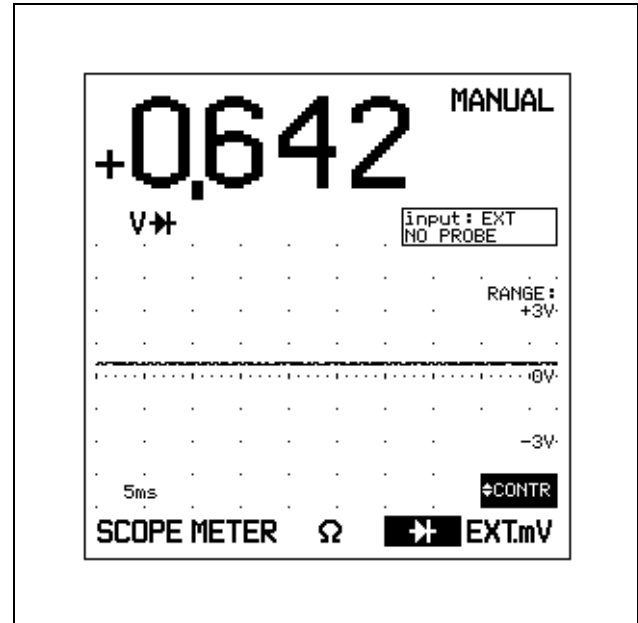 MANUAL
+0,642
V
input: EXT
NO PROBE
RANGE:
+3V
0V
-3V
5ms
CONTR
SCOPE METER Ω EXT.mV